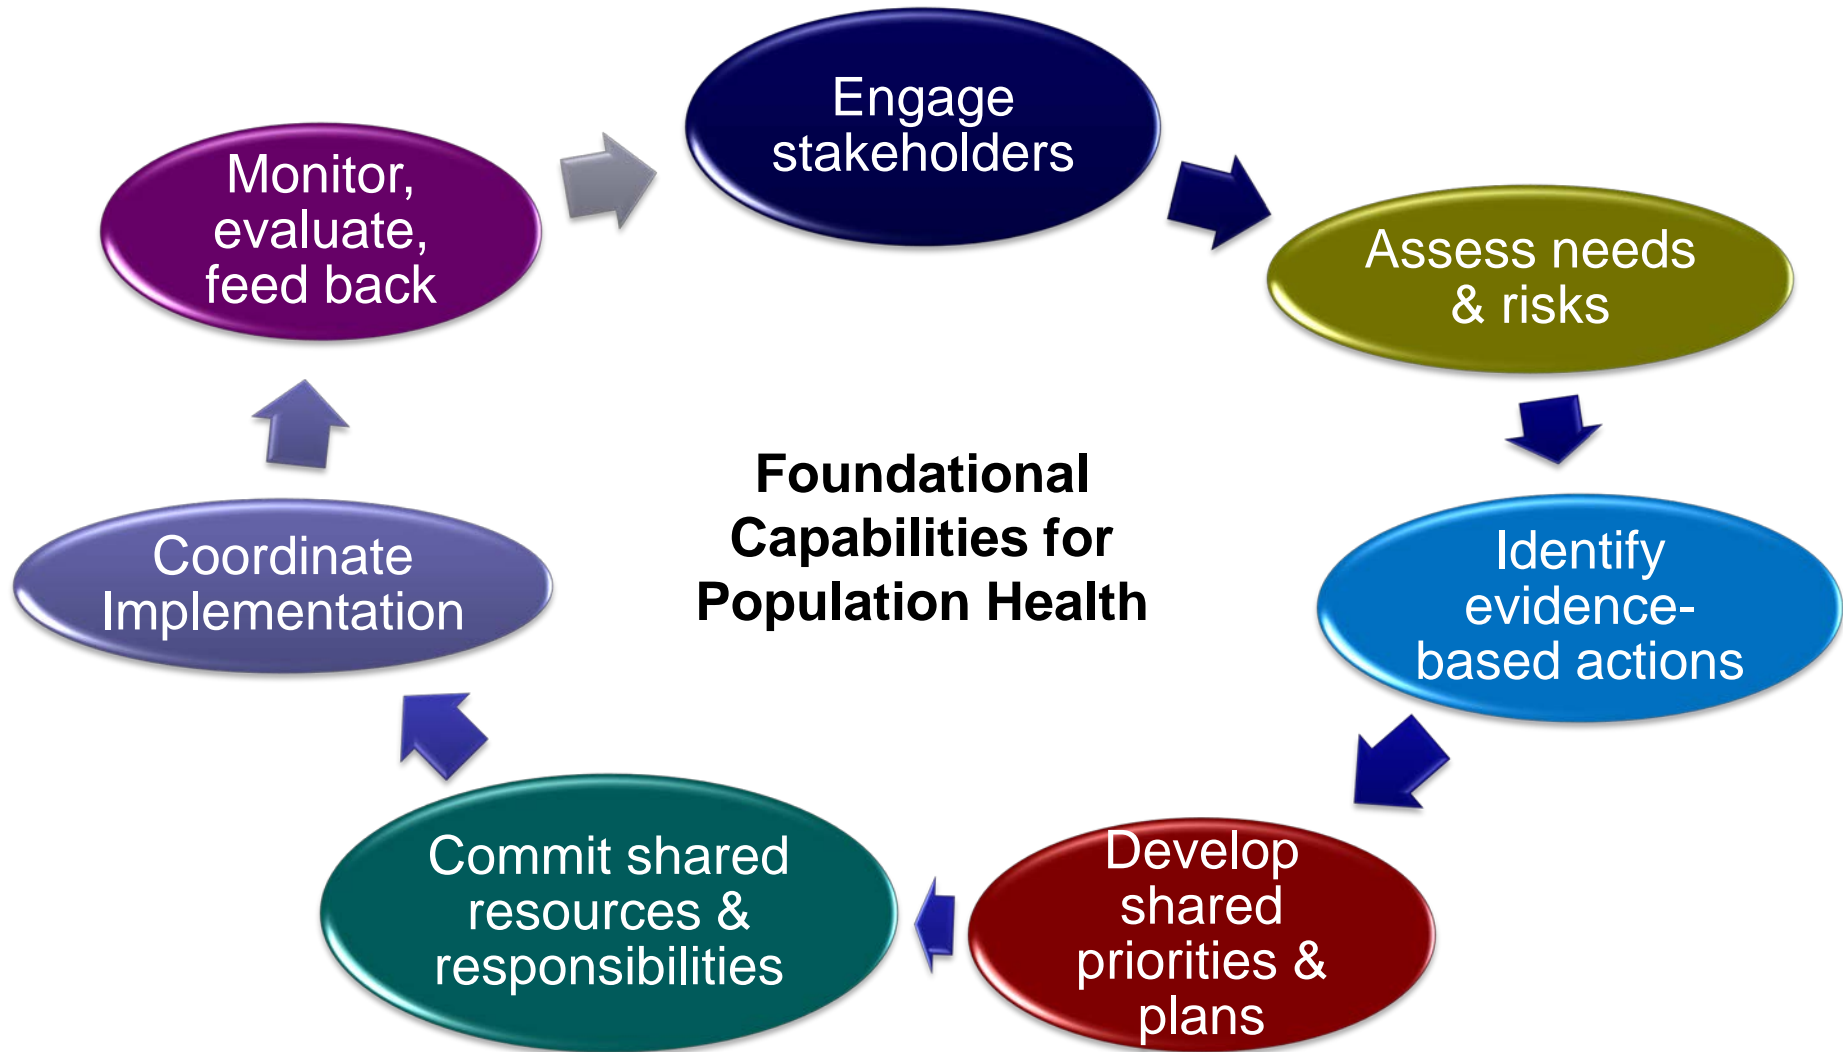 Engage
stakeholders
Assess needs
& risks
Identify
evidence-
based actions
Develop
shared
priorities &
plans
Commit shared
resources &
responsibilities
Coordinate
Implementation
Monitor,
evaluate,
feed back
Foundational
Capabilities for
Population Health